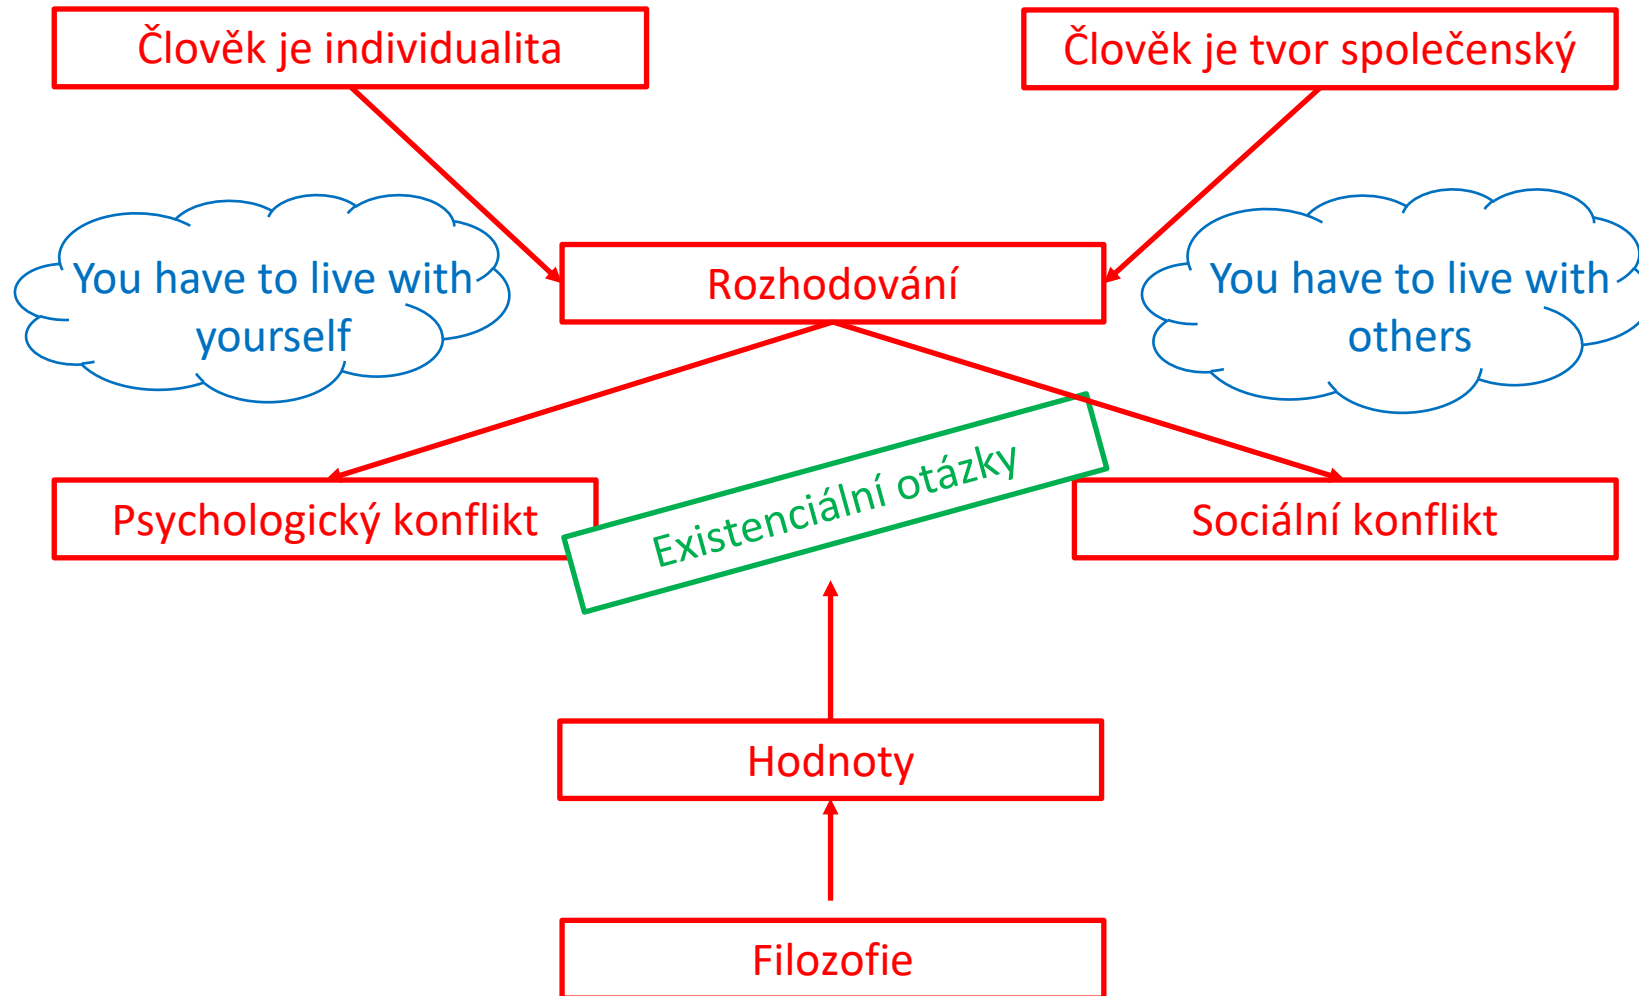 Člověk je individualita
Člověk je tvor společenský
You have to live with
yourself
Rozhodování
You have to live with
others
Psychologický konflikt
Existenciální otázky
Sociální konflikt
Hodnoty
Filozofie